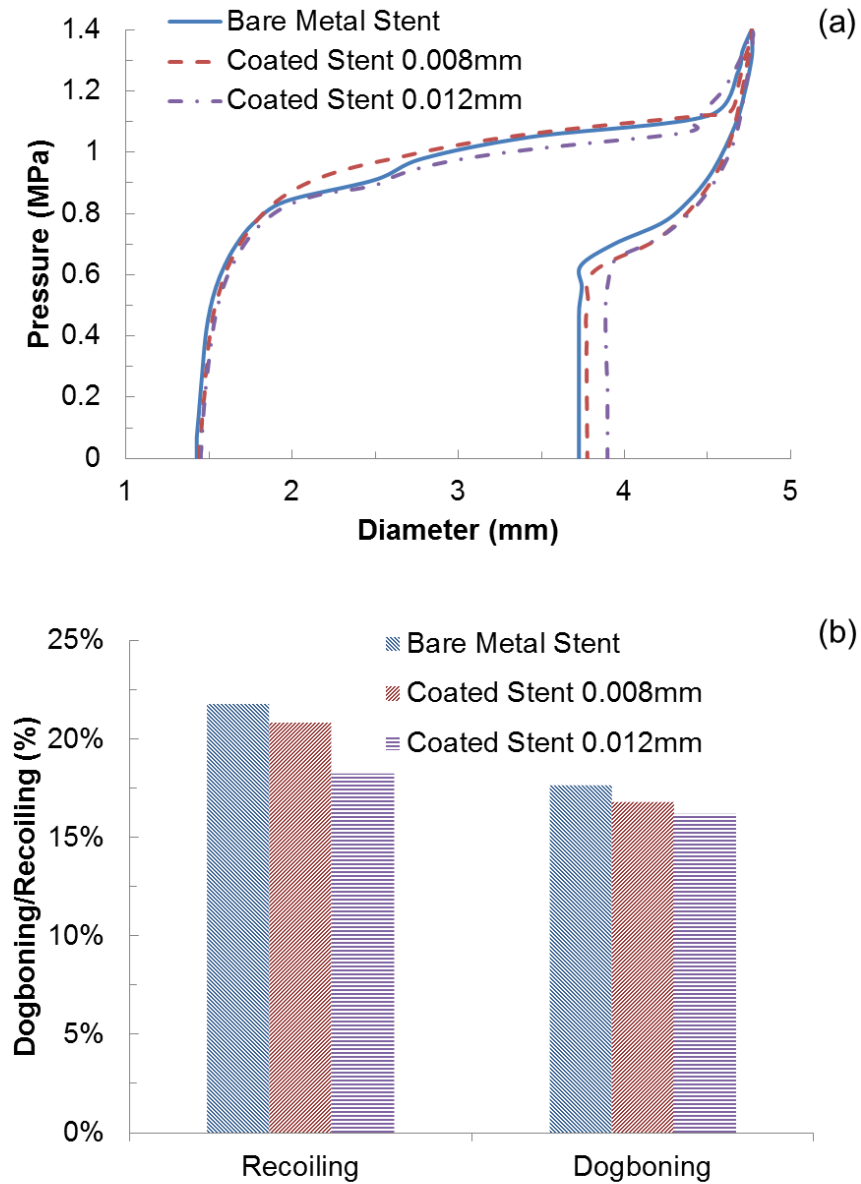 (a)
Bare Metal Stent
Coated Stent 0.008mm
Coated Stent 0.012mm
1.4
1.2
1
0.8
0.6
0.4
0.2
0
Pressure (MPa)
1 2 3 4 5
Diameter (mm)
(b)
Bare Metal Stent
Coated Stent 0.008mm
Coated Stent 0.012mm
25%
20%
15%
10%
5%
0%
Dogboning/Recoiling (%)
Recoiling Dogboning